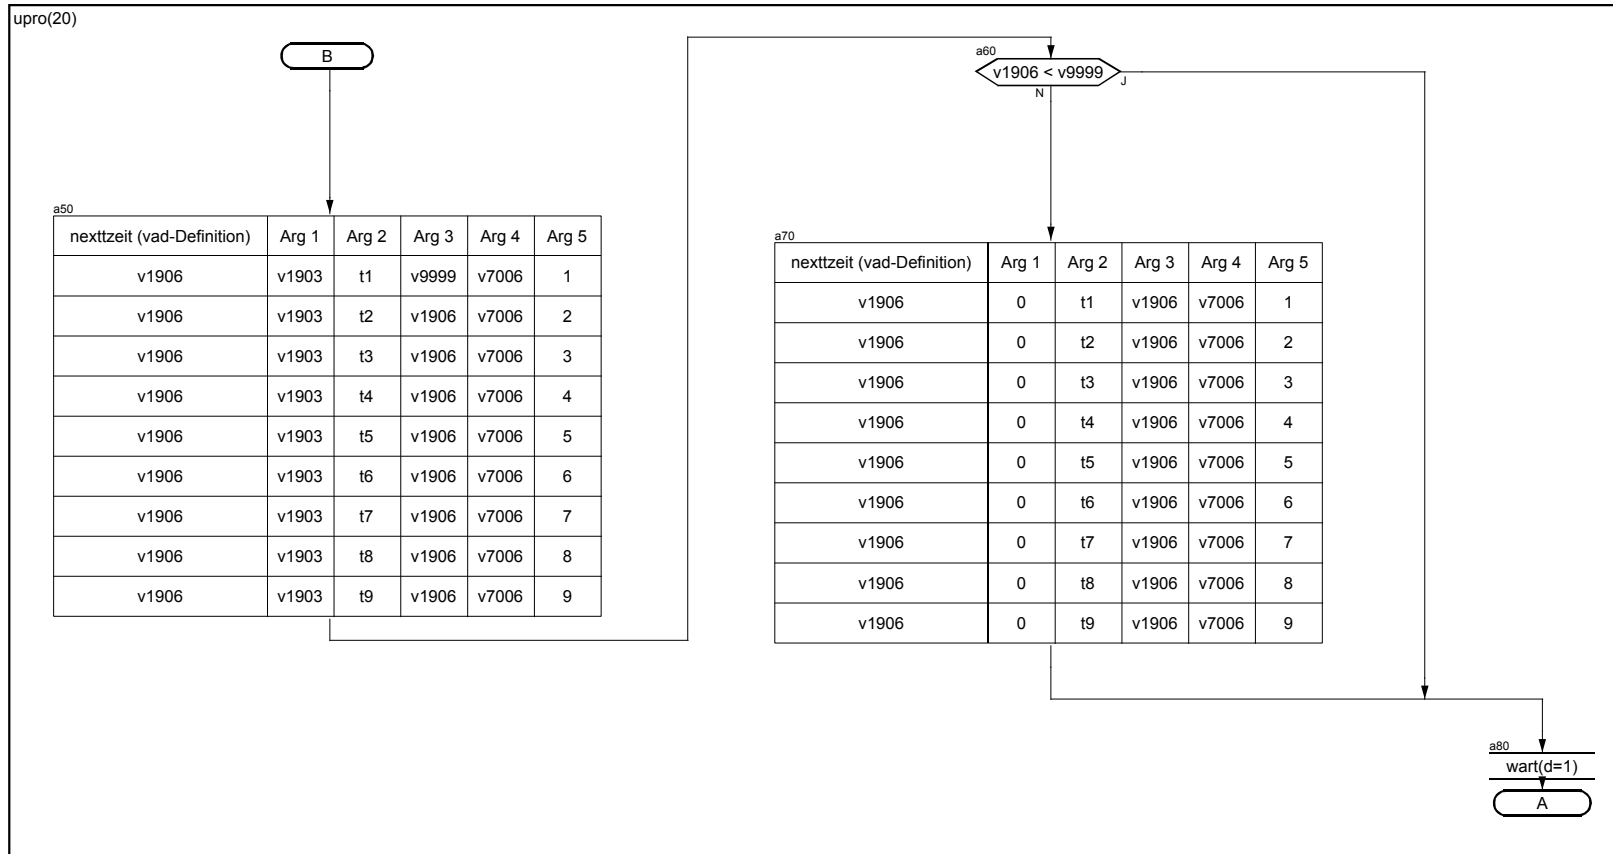 upro(20)
B
a50
nexttzeit (vad-Definition) Arg 1 Arg 2 Arg 3 Arg 4 Arg 5
v1906 v1903 t1 v9999 v7006 1
v1906 v1903 t2 v1906 v7006 2
v1906 v1903 t3 v1906 v7006 3
v1906 v1903 t4 v1906 v7006 4
v1906 v1903 t5 v1906 v7006 5
v1906 v1903 t6 v1906 v7006 6
v1906 v1903 t7 v1906 v7006 7
v1906 v1903 t8 v1906 v7006 8
v1906 v1903 t9 v1906 v7006 9
a60
v1906 < v9999
J
N
a70
nexttzeit (vad-Definition) Arg 1 Arg 2 Arg 3 Arg 4 Arg 5
v1906 0 t1 v1906 v7006 1
v1906 0 t2 v1906 v7006 2
v1906 0 t3 v1906 v7006 3
v1906 0 t4 v1906 v7006 4
v1906 0 t5 v1906 v7006 5
v1906 0 t6 v1906 v7006 6
v1906 0 t7 v1906 v7006 7
v1906 0 t8 v1906 v7006 8
v1906 0 t9 v1906 v7006 9
a80
wart(d=1)
A